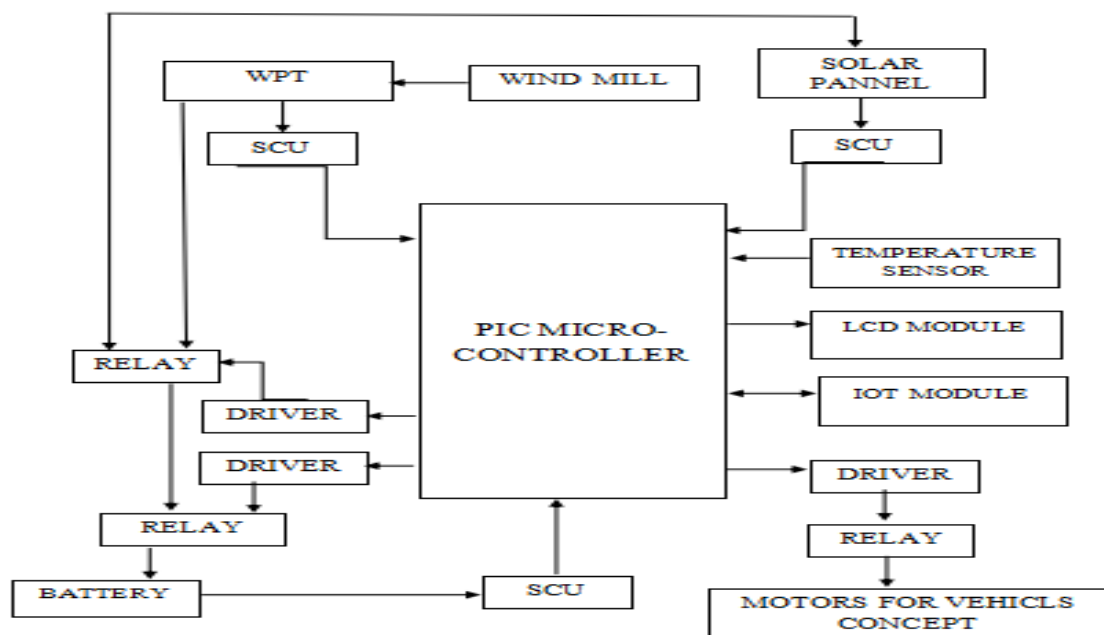 WPT
WIND MILL
SOLAR
PANNEL
SCU
SCU
TEMPERATURE
SENSOR
PIC MICRO-
CONTROLLER
LCD MODULE
RELAY
IOT MODULE
DRIVER
DRIVER
DRIVER
RELAY
RELAY
BATTERY
SCU
MOTORS FOR VEHICLS
CONCEPT